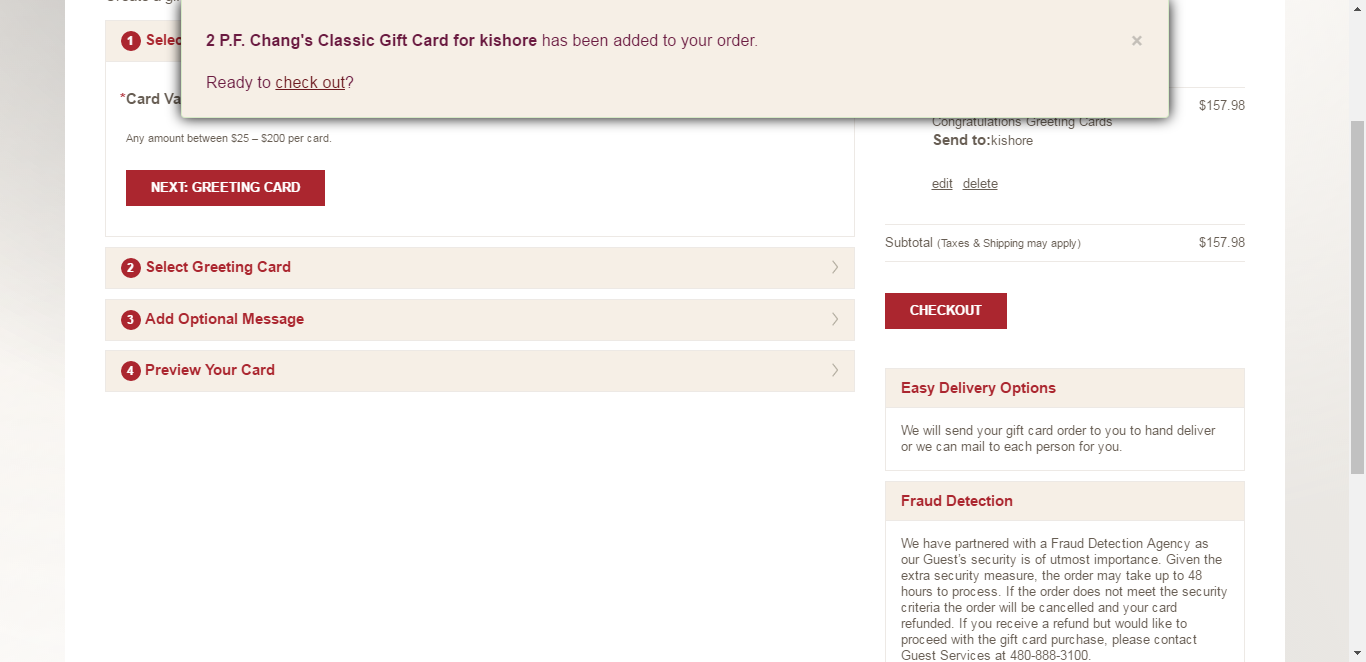 1 Selec
2 P.F. Chang's Classic Gift Card for kishore has been added to your order.
×
Ready to check out?
*Card Va
Any amount between $25 – $200 per card.
NEXT: GREETING CARD
2 Select Greeting Card
3 Add Optional Message
4 Preview Your Card
$157.98
Congratulations Greeting Cards
Send to:kishore
edit delete
Subtotal (Taxes & Shipping may apply) $157.98
CHECKOUT
Easy Delivery Options
We will send your gift card order to you to hand deliver
or we can mail to each person for you.
Fraud Detection
We have partnered with a Fraud Detection Agency as
our Guest's security is of utmost importance. Given the
extra security measure, the order may take up to 48
hours to process. If the order does not meet the security
criteria the order will be cancelled and your card
refunded. If you receive a refund but would like to
proceed with the gift card purchase, please contact
Guest Services at 480-888-3100.